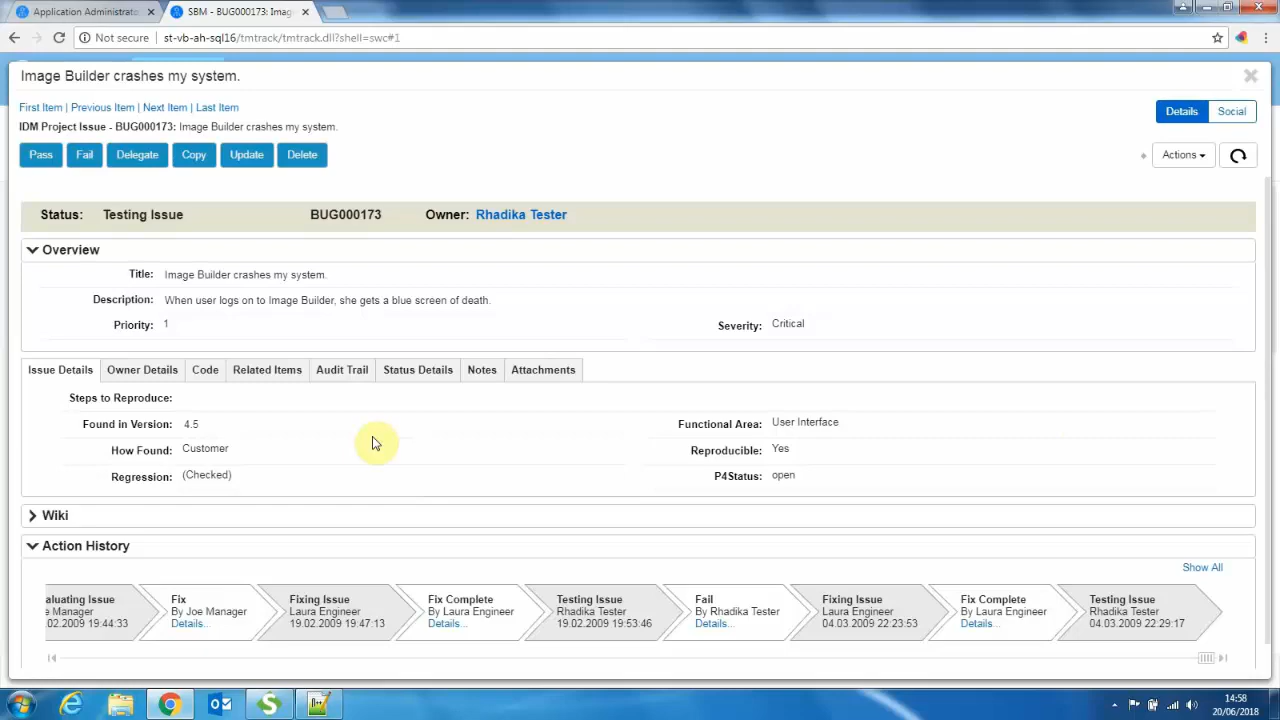 Application Administrato
SBM - BUG000173: Imag
Not secure | st-vb-ah-sql16/tmtrack/tmtrack.dll?shell=swc#1
Image Builder crashes my system.
First Item | Previous Item | Next Item | Last Item
Details Social
IDM Project Issue - BUG000173: Image Builder crashes my system.
Pass Fail Delegate Copy Update Delete
Actions
Status: Testing Issue BUG000173 Owner: Rhadika Tester
Overview
Title: Image Builder crashes my system.
Description: When user logs on to Image Builder, she gets a blue screen of death.
Priority: 1 Severity: Critical
Issue Details Owner Details Code Related Items Audit Trail Status Details Notes Attachments
Steps to Reproduce:
Found in Version: 4.5 Functional Area: User Interface
How Found: Customer Reproducible: Yes
Regression: (Checked) P4Status: open
Wiki
Action History
Show All
aluating Issue Fix Fixing Issue Fix Complete Testing Issue Fail Fixing Issue Fix Complete Testing Issue
e Manager By Joe Manager Laura Engineer By Laura Engineer Rhadika Tester By Rhadika Tester Laura Engineer By Laura Engineer Rhadika Tester
.02.2009 19:44:33 Details... 19.02.2009 19:47:13 Details... 19.02.2009 19:53:46 Details... 04.03.2009 22:23:53 Details... 04.03.2009 22:29:17
14:58
20/06/2018